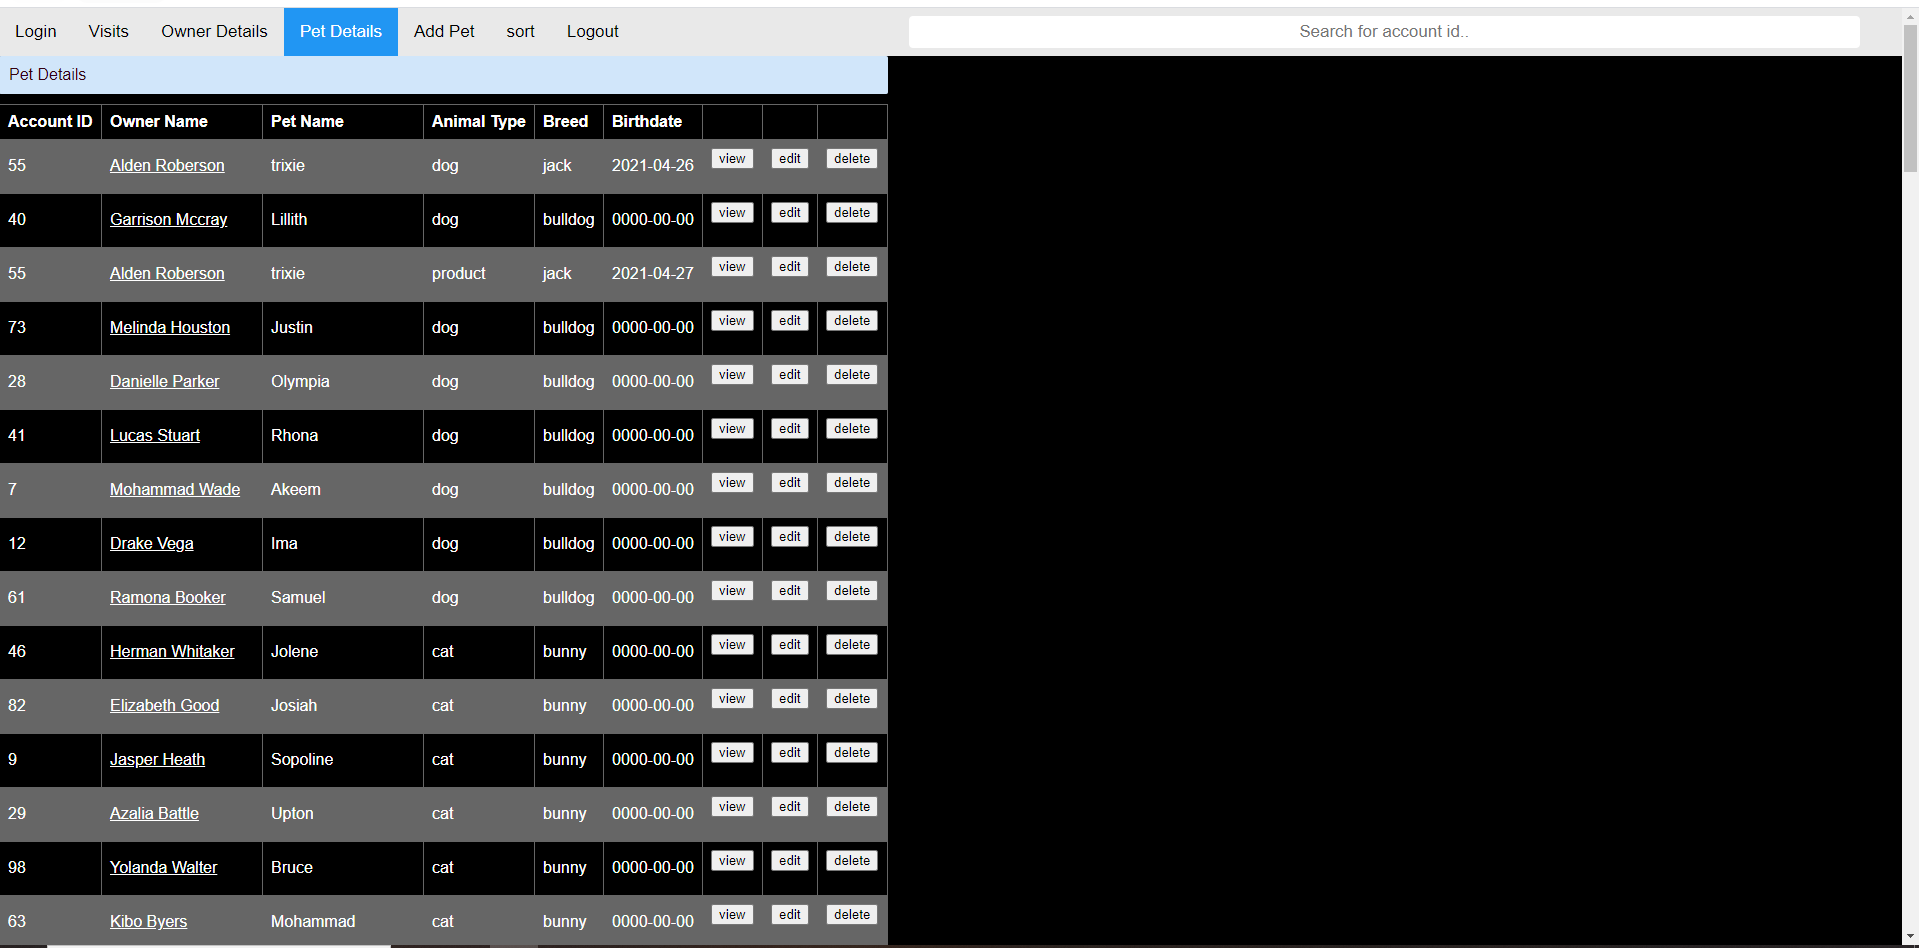 Login Visits Owner Details Pet Details Add Pet sort Logout Search for account id..
Pet Details
Account ID Owner Name Pet Name Animal Type Breed Birthdate
55 Alden Roberson trixie dog jack 2021-04-26 view edit delete
40 Garrison Mccray Lillith dog bulldog 0000-00-00 view edit delete
55 Alden Roberson trixie product jack 2021-04-27 view edit delete
73 Melinda Houston Justin dog bulldog 0000-00-00 view edit delete
28 Danielle Parker Olympia dog bulldog 0000-00-00 view edit delete
41 Lucas Stuart Rhona dog bulldog 0000-00-00 view edit delete
7 Mohammad Wade Akeem dog bulldog 0000-00-00 view edit delete
12 Drake Vega Ima dog bulldog 0000-00-00 view edit delete
61 Ramona Booker Samuel dog bulldog 0000-00-00 view edit delete
46 Herman Whitaker Jolene cat bunny 0000-00-00 view edit delete
82 Elizabeth Good Josiah cat bunny 0000-00-00 view edit delete
9 Jasper Heath Sopoline cat bunny 0000-00-00 view edit delete
29 Azalia Battle Upton cat bunny 0000-00-00 view edit delete
98 Yolanda Walter Bruce cat bunny 0000-00-00 view edit delete
63 Kibo Byers Mohammad cat bunny 0000-00-00 view edit delete